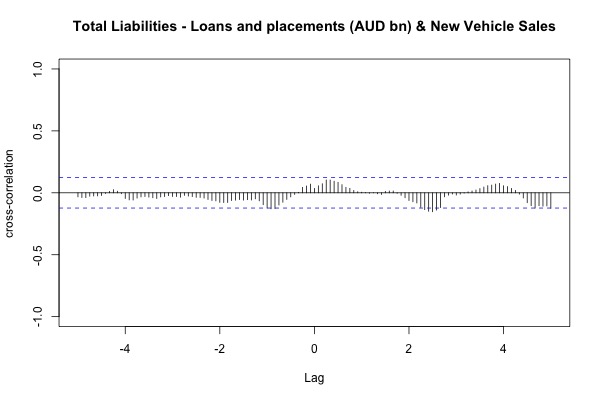 Total Liabilities - Loans and placements (AUD bn) & New Vehicle Sales
cross-correlation
1.0
0.5
0.0
-0.5
-1.0
-4 -2 0 2 4
Lag